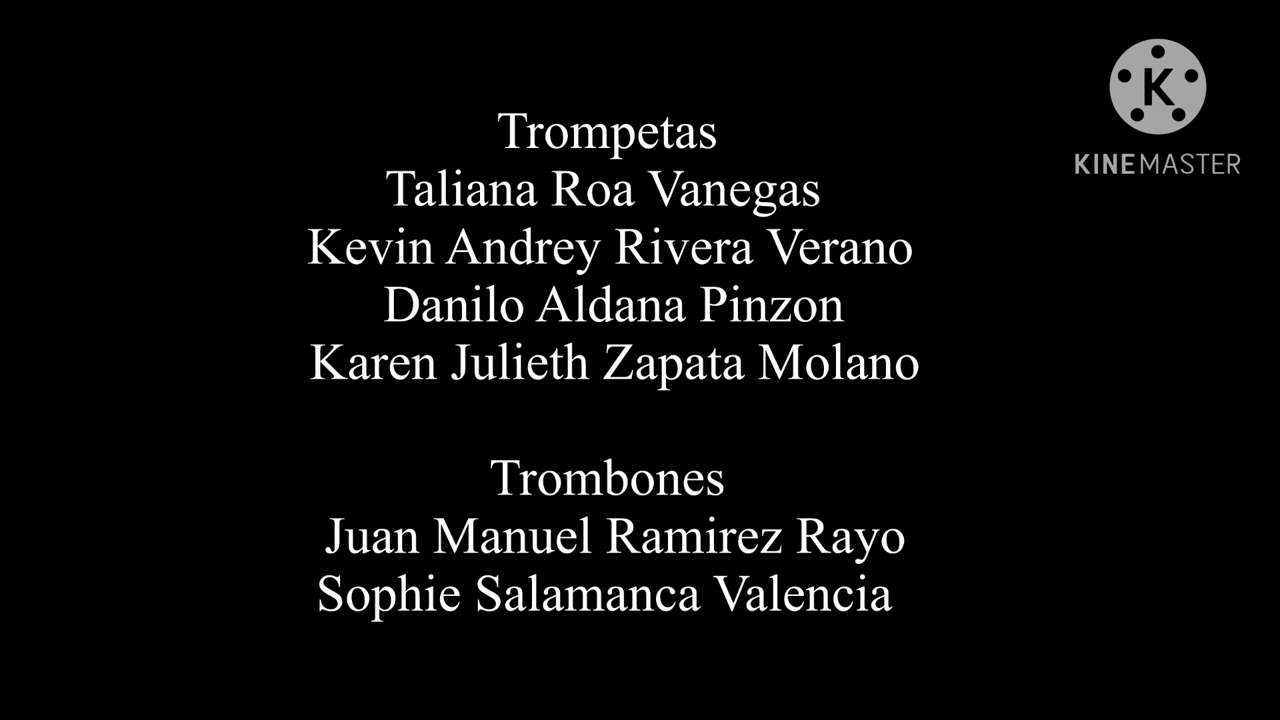 Trompetas
Taliana Roa Vanegas
Kevin Andrey Rivera Verano
Danilo Aldana Pinzon
Karen Julieth Zapata Molano
Trombones
Juan Manuel Ramirez Rayo
Sophie Salamanca Valencia
K
KINEMASTER